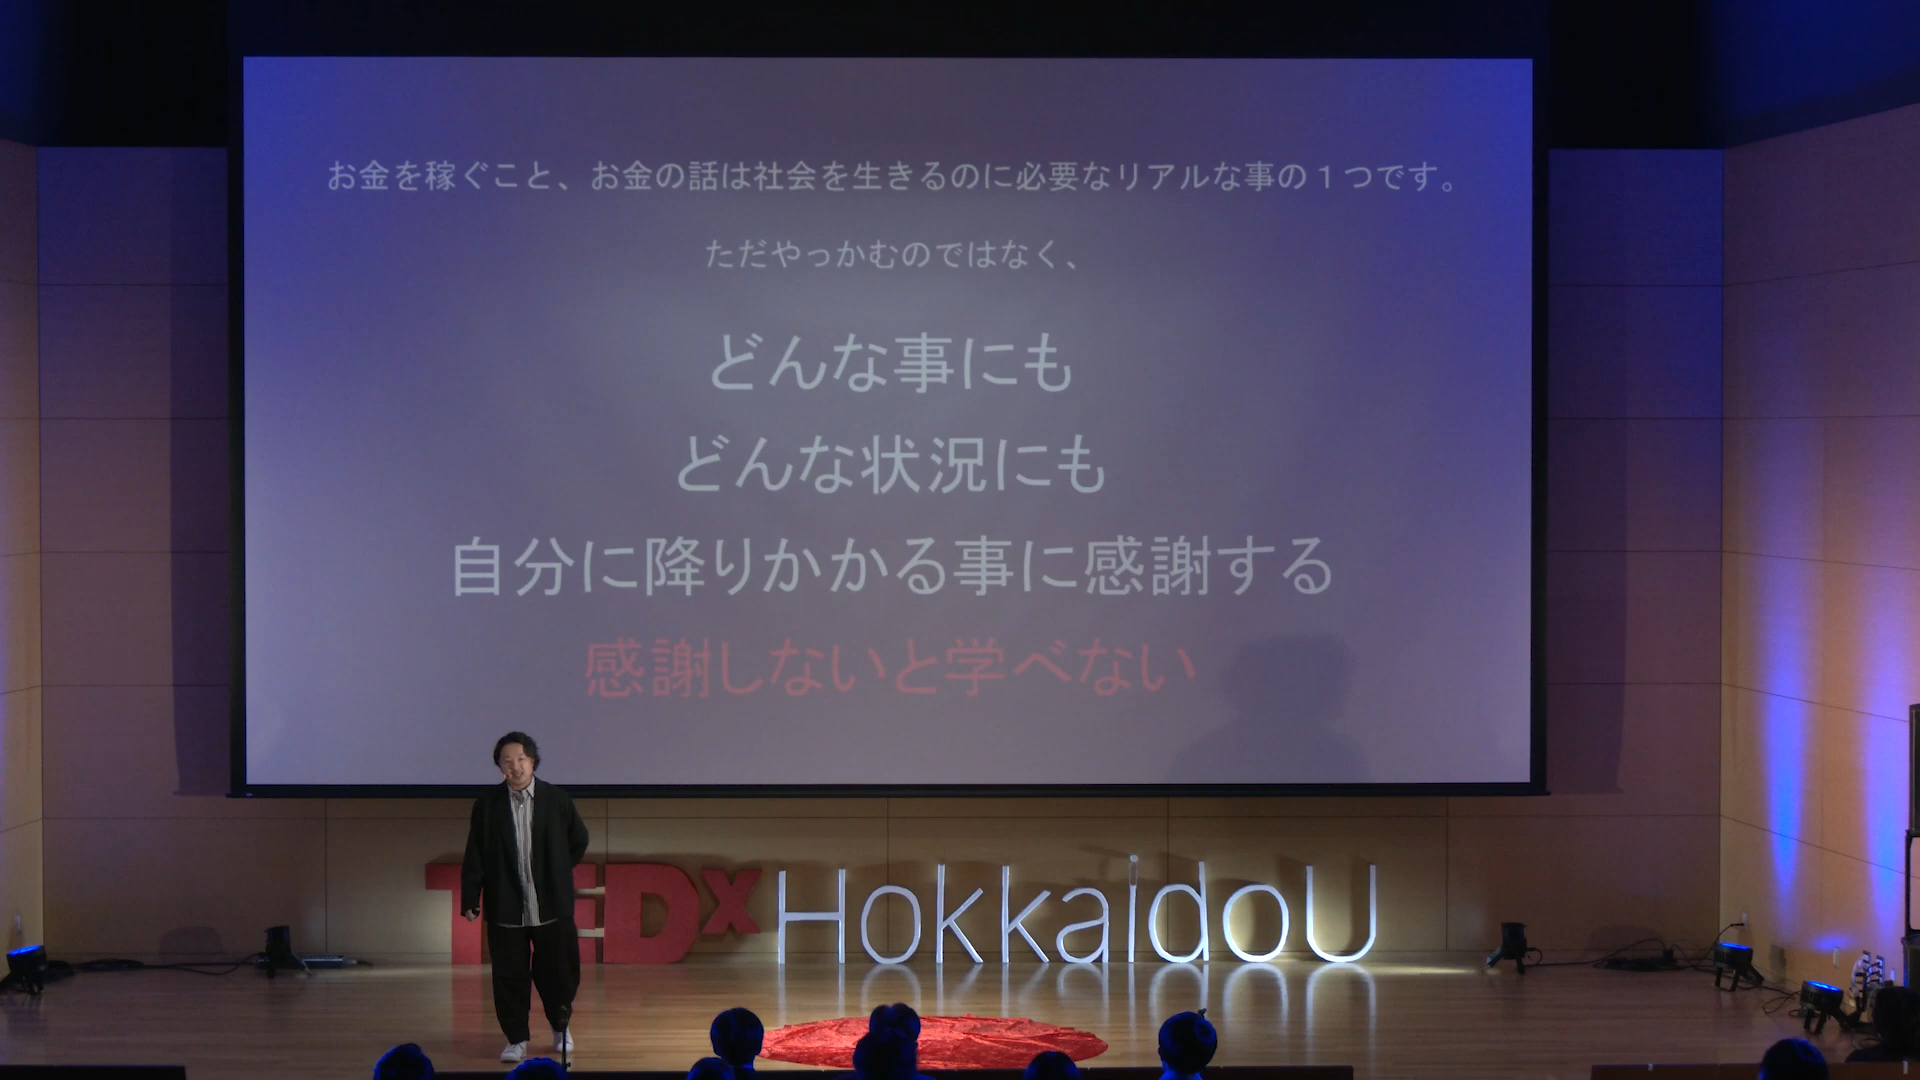 お金を稼ぐこと、お金の話は社会を生きるのに必要なリアルな事の１つです。
ただやっかむのではなく、
どんな事にも
どんな状況にも
自分に降りかかる事に感謝する
感謝しないと学べない
TEDxHokkaidoU